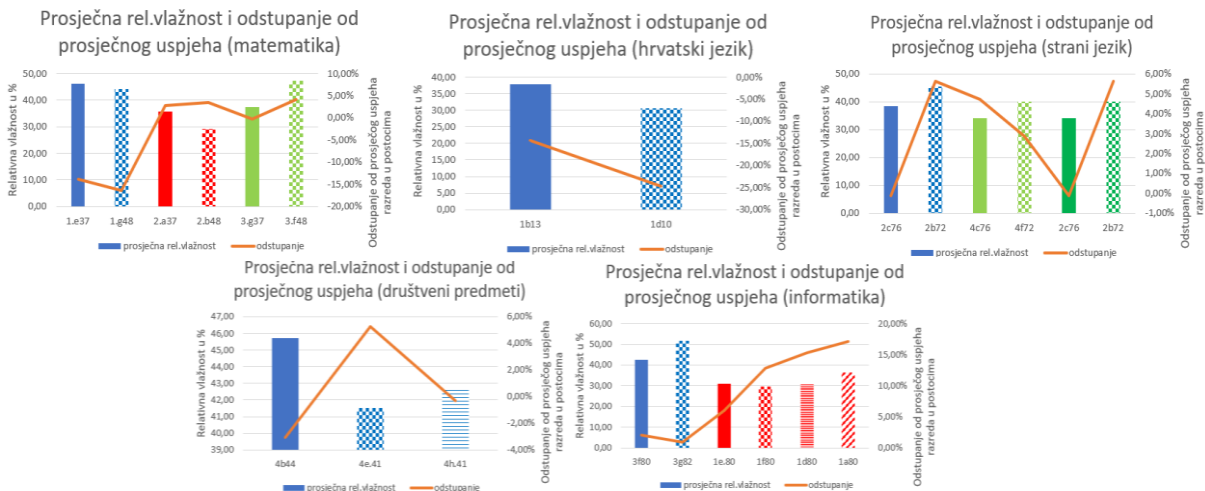 Prosječna rel.vlažnost i odstupanje od
prosječnog uspjeha (matematika)
Relativna vlažnost u %
50,00
40,00
30,00
20,00
10,00
0,00
10,00%
5,00%
0,00%
-5,00%
-10,00%
-15,00%
-20,00%
Odstupanje od prosječog uspjeha
razreda u postocima
1.e37 1.g48 2.a37 2.b48 3.g37 3.f48
prosječna rel.vlažnost odstupanje
Prosječna rel.vlažnost i odstupanje od
prosječnog uspjeha (hrvatski jezik)
Relativna vlažnost u %
40,00
35,00
30,00
25,00
20,00
15,00
10,00
5,00
0,00
0,00%
-5,00%
-10,00%
-15,00%
-20,00%
-25,00%
-30,00%
Odstupanje od prosječog uspjeha
razreda u postocima
1b13 1d10
prosječna rel.vlažnost odstupanje
Prosječna rel.vlažnost i odstupanje od
prosječnog uspjeha (strani jezik)
Relativna vlažnost u %
50,00
40,00
30,00
20,00
10,00
0,00
6,00%
5,00%
4,00%
3,00%
2,00%
1,00%
0,00%
-1,00%
Odstupanje od prosječog uspjeha
razreda u postocima
2c76 2b72 4c76 4f72 2c76 2b72
prosječna rel.vlažnost odstupanje
Prosječna rel.vlažnost i odstupanje od
prosječnog uspjeha (društveni predmeti)
Relativna vlažnost u %
47,00
46,00
45,00
44,00
43,00
42,00
41,00
40,00
39,00
6,00%
4,00%
2,00%
0,00%
-2,00%
-4,00%
Odstupanje od prosječog uspjeha
razreda u postocima
4b44 4e.41 4h.41
prosječna rel.vlažnost odstupanje
Prosječna rel.vlažnost i odstupanje od
prosječnog uspjeha (informatika)
Relativna vlažnost u %
60,00
50,00
40,00
30,00
20,00
10,00
0,00
20,00%
15,00%
10,00%
5,00%
0,00%
Odstupanje od prosječog uspjeha
razreda u postocima
3f80 3g82 1e.80 1f80 1d80 1a80
prosječna rel.vlažnost odstupanje